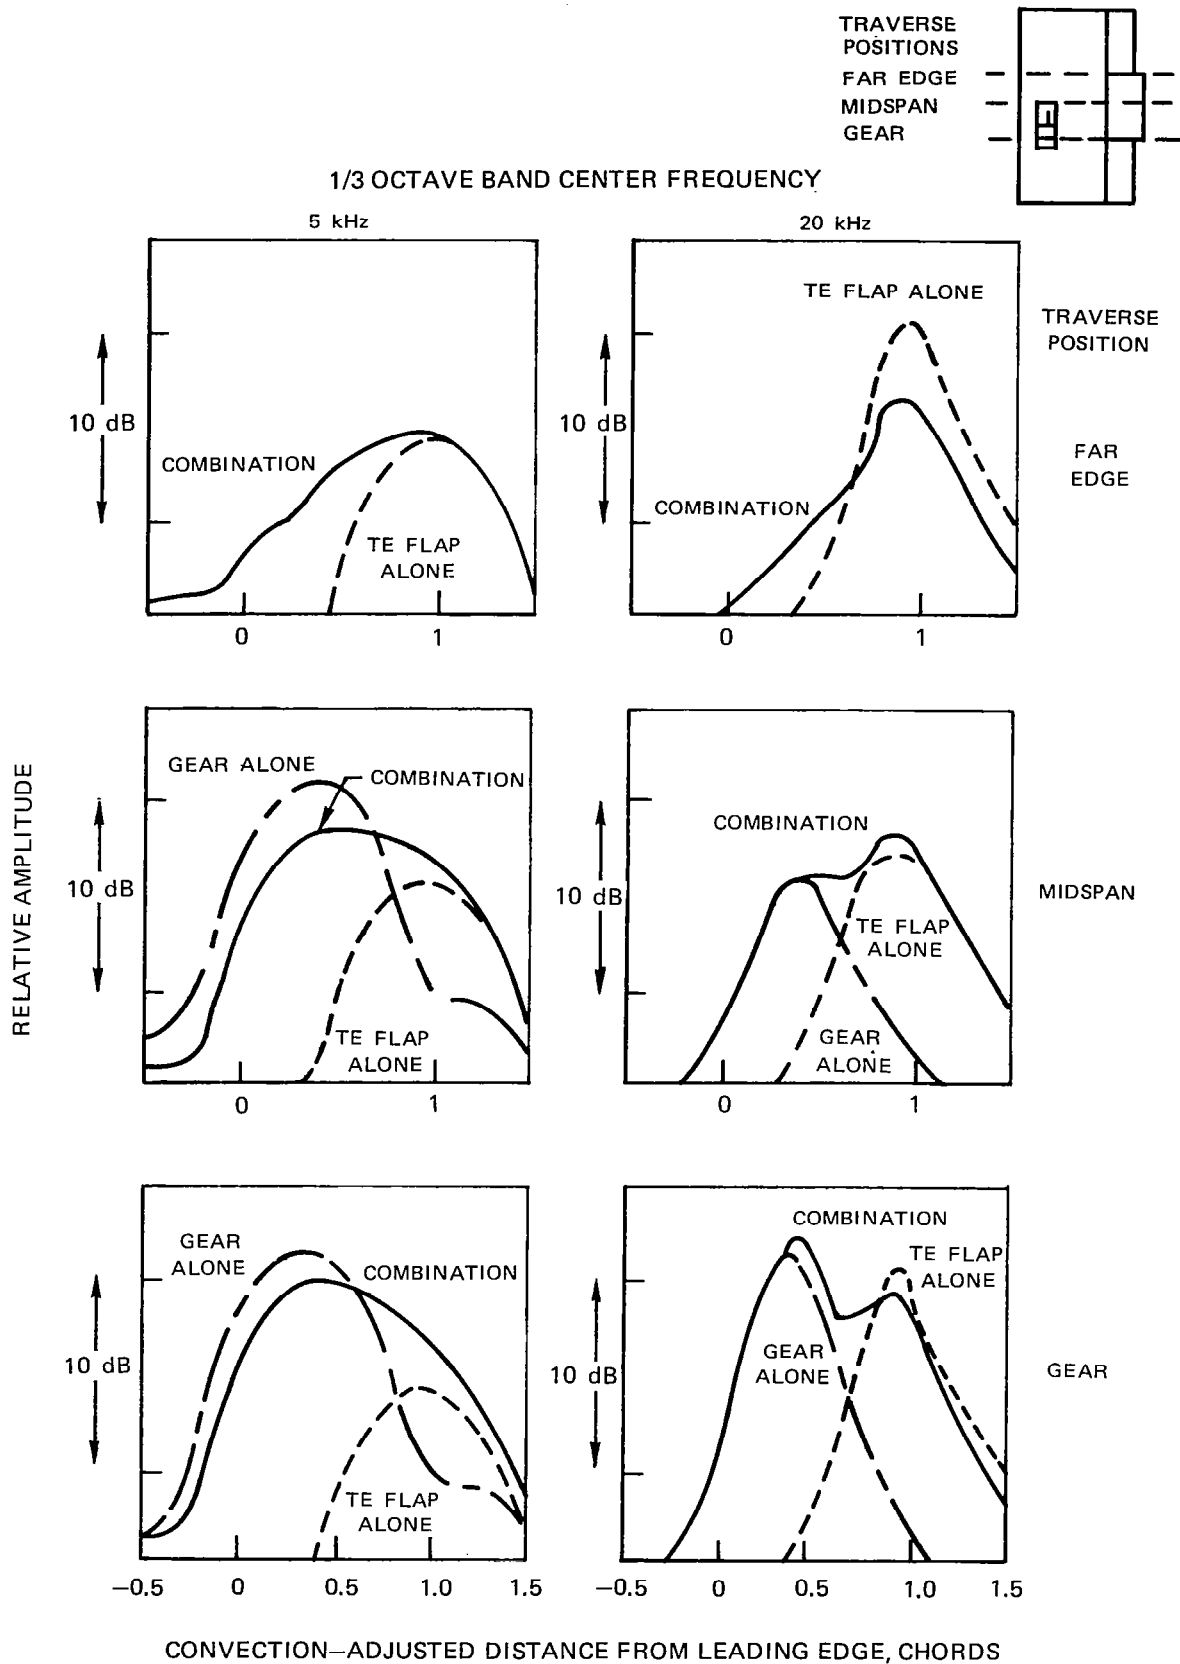 TRAVERSE
POSITIONS
FAR EDGE
MIDSPAN
GEAR
1/3 OCTAVE BAND CENTER FREQUENCY
5 kHz
20 kHz
10 dB
COMBINATION
TE FLAP
ALONE
0
1
TE FLAP ALONE
10 dB
COMBINATION
0
1
TRAVERSE
POSITION
FAR
EDGE
RELATIVE AMPLITUDE
GEAR ALONE
COMBINATION
10 dB
TE FLAP
ALONE
0
1
COMBINATION
10 dB
TE FLAP
ALONE
GEAR
ALONE
0
1
MIDSPAN
GEAR
ALONE
COMBINATION
10 dB
TE FLAP
ALONE
−0.5 0 0.5 1.0 1.5
COMBINATION
TE FLAP
ALONE
10 dB
GEAR
ALONE
−0.5 0 0.5 1.0 1.5
GEAR
CONVECTION−ADJUSTED DISTANCE FROM LEADING EDGE, CHORDS